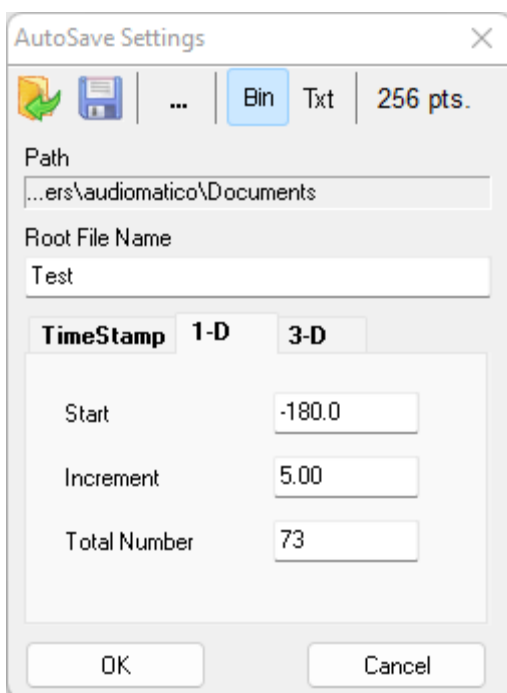 AutoSave Settings
... Bin Txt 256 pts.
Path
...ers\audiomatico\Documents
Root File Name
Test
TimeStamp 1-D 3-D
Start -180.0
Increment 5.00
Total Number 73
OK Cancel